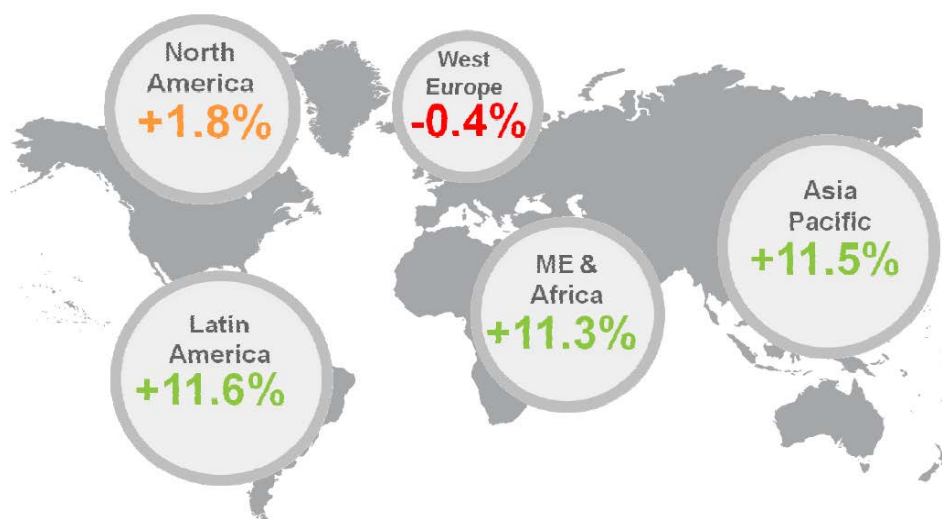 North
America
+1.8%
West
Europe
-0.4%
Asia
Pacific
+11.5%
ME &
Africa
+11.3%
Latin
America
+11.6%